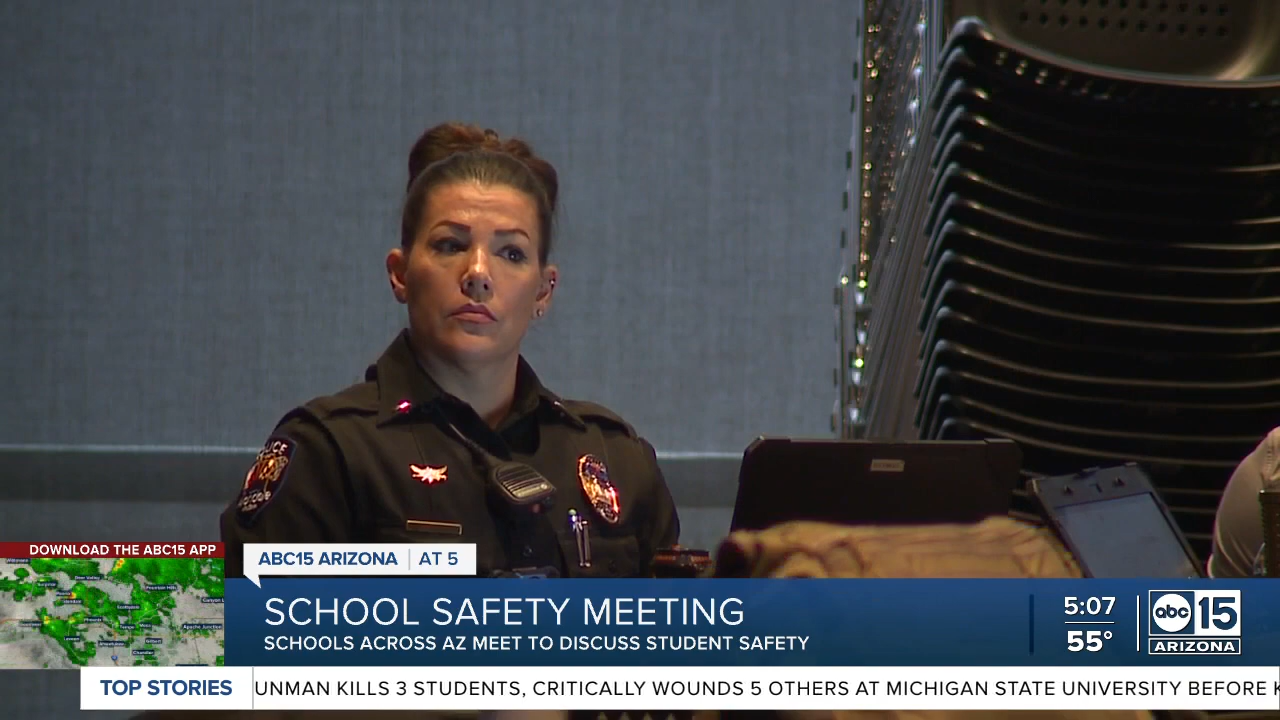 POLICE
DOWNLOAD THE ABC15 APP
ABC15 ARIZONA | AT 5
SCHOOL SAFETY MEETING
SCHOOLS ACROSS AZ MEET TO DISCUSS STUDENT SAFETY
5:07
55°
abc 15
ARIZONA
TOP STORIES
UNMAN KILLS 3 STUDENTS, CRITICALLY WOUNDS 5 OTHERS AT MICHIGAN STATE UNIVERSITY BEFORE K